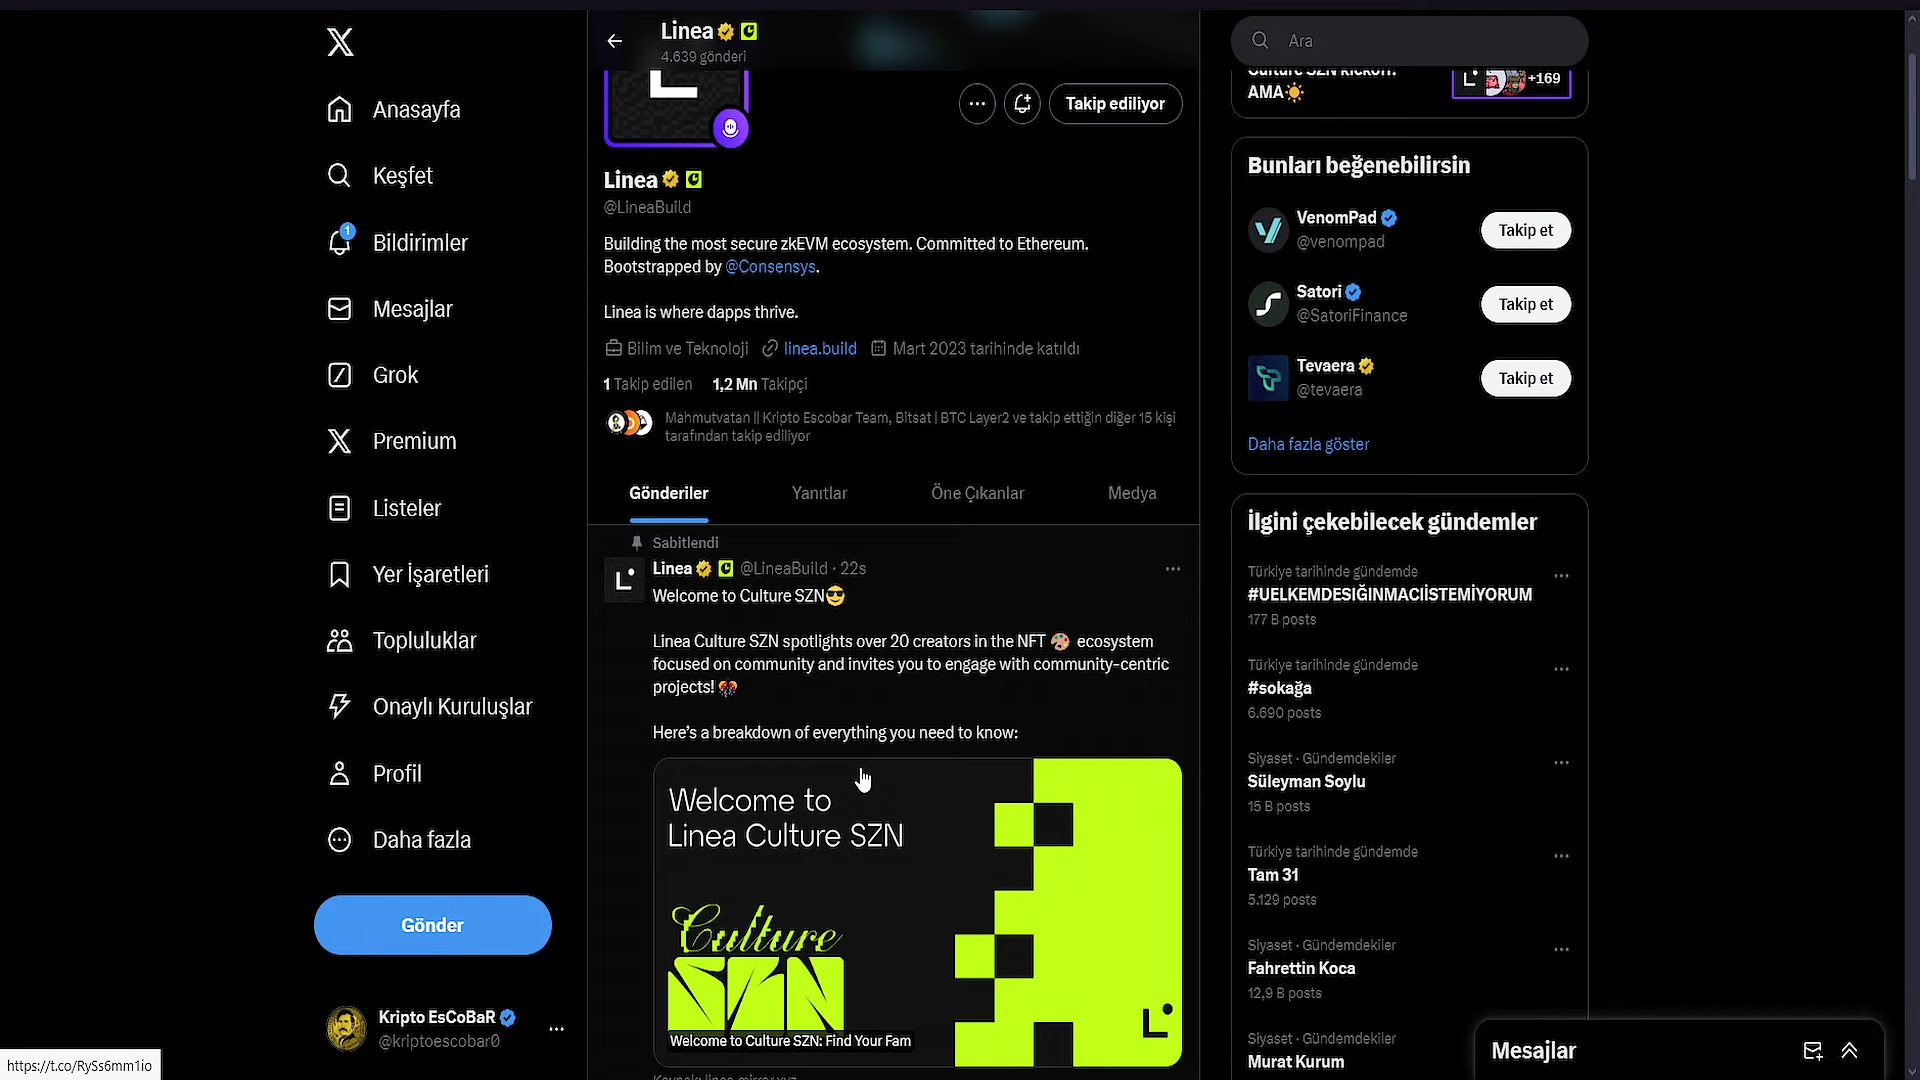 Anasayfa
Keşfet
1
Bildirimler
Mesajlar
Grok
Premium
Listeler
Yer İşaretleri
Topluluklar
Onaylı Kuruluşlar
Profil
Daha fazla
Gönder
Kripto EsCoBaR
@kriptoescobar0
https://t.co/RySs6mm1io
Linea
4.639 gönderi
Takip ediliyor
Linea
@LineaBuild
Building the most secure zkEVM ecosystem. Committed to Ethereum.
Bootstrapped by @Consensys.
Linea is where dapps thrive.
Bilim ve Teknoloji linea.build Mart 2023 tarihinde katıldı
1 Takip edilen 1,2 Mn Takipçi
Mahmutvatan || Kripto Escobar Team, Bitsat | BTC Layer2 ve takip ettiğin diğer 15 kişi
tarafından takip ediliyor
Gönderiler Yanıtlar Öne Çıkanlar Medya
Sabitlendi
Linea @LineaBuild · 22s
Welcome to Culture SZN😎
Linea Culture SZN spotlights over 20 creators in the NFT 🎨 ecosystem
focused on community and invites you to engage with community-centric
projects!
Here's a breakdown of everything you need to know:
Welcome to
Linea Culture SZN
Culture
SZN
Welcome to Culture SZN: Find Your Fam
Ara
Culture SZN kickoff:
AMA☀️
+169
Bunları beğenebilirsin
VenomPad
@venompad
Takip et
Satori
@SatoriFinance
Takip et
Tevaera
@tevaera
Takip et
Daha fazla göster
İlgini çekebilecek gündemler
Türkiye tarihinde gündemde
#UELKEMDESIĞINMACIİSTEMİYORUM
177 B posts
Türkiye tarihinde gündemde
#sokağa
6.690 posts
Siyaset · Gündemdekiler
Süleyman Soylu
15 B posts
Türkiye tarihinde gündemde
Tam 31
5.129 posts
Siyaset · Gündemdekiler
Fahrettin Koca
12,9 B posts
Siyaset · Gündemdekiler
Murat Kurum
Mesajlar